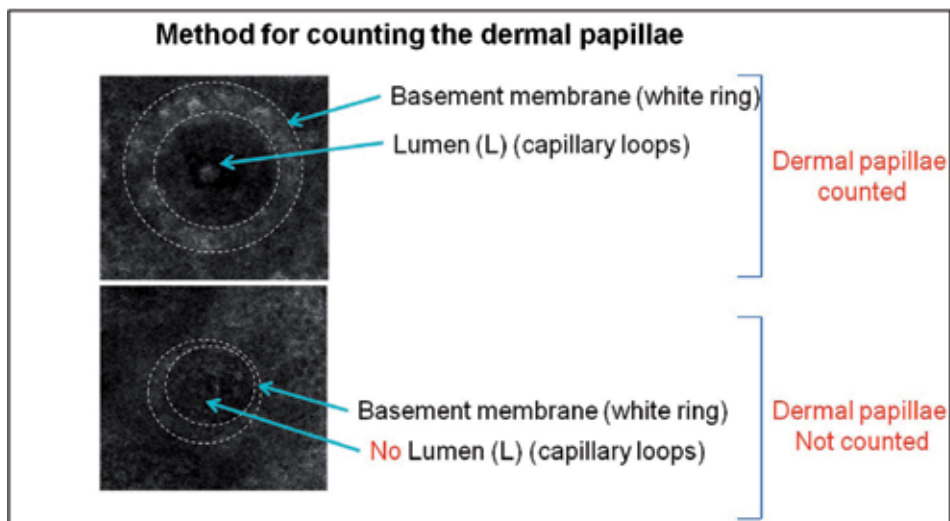 Method for counting the dermal papillae
Basement membrane (white ring)
Lumen (L) (capillary loops)
Dermal papillae
counted
Basement membrane (white ring)
No Lumen (L) (capillary loops)
Dermal papillae
Not counted